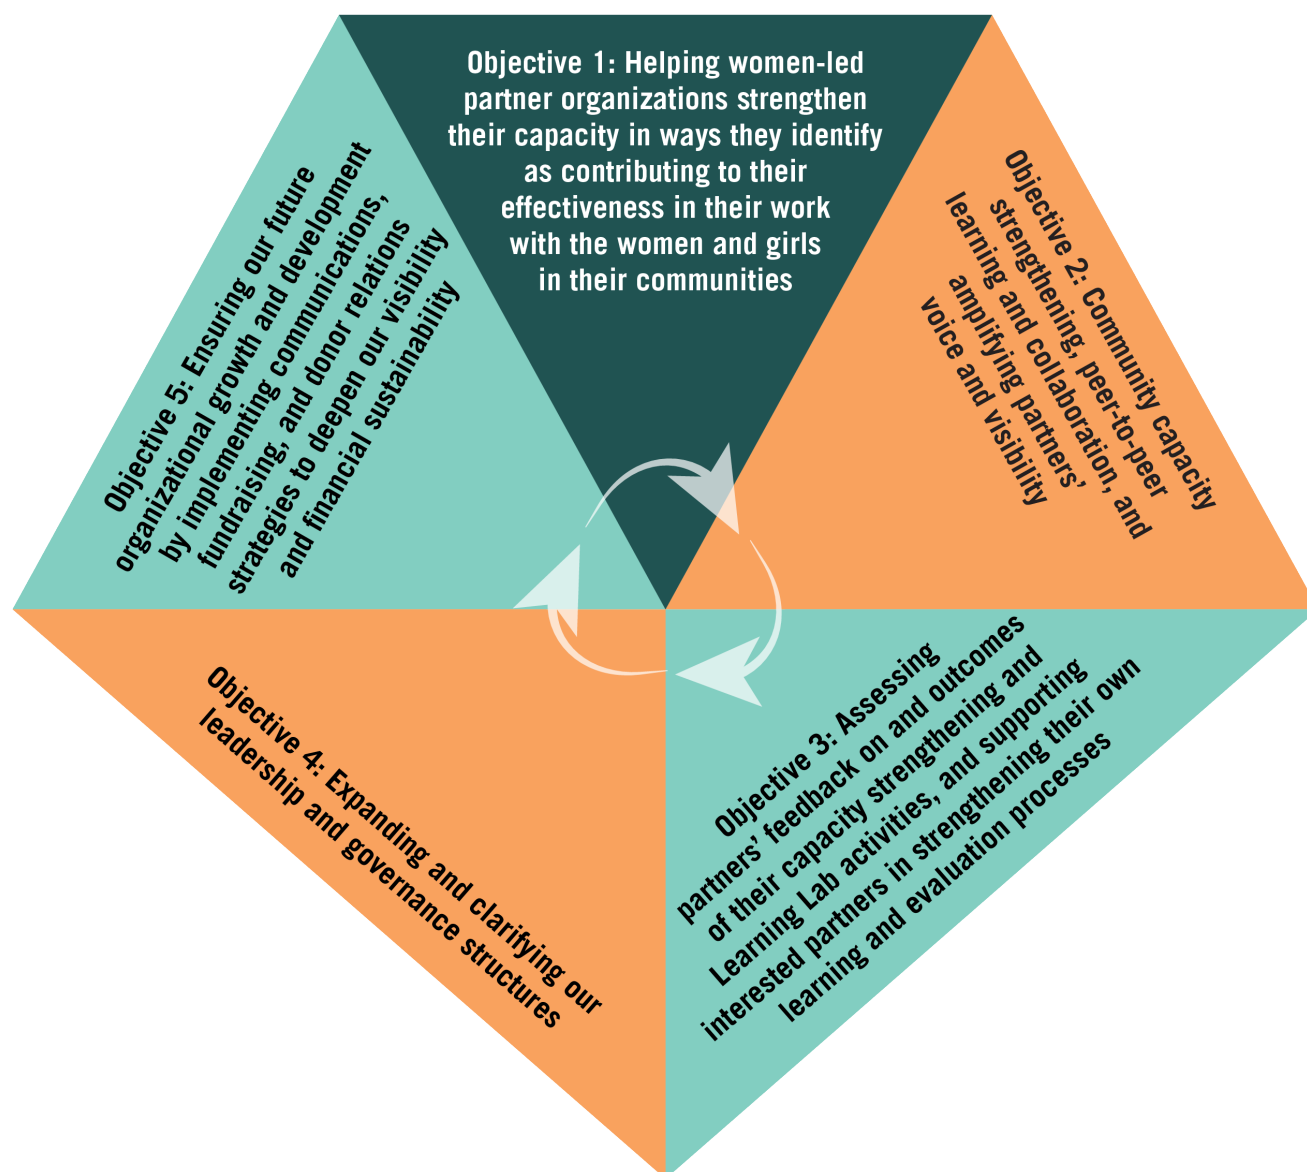 Objective 1: Helping women-led
partner organizations strengthen
their capacity in ways they identify
as contributing to their
effectiveness in their work
with the women and girls
in their communities
Objective 2: Community capacity
strengthening, peer-to-peer
learning and collaboration, and
amplifying partners’
voice and visibility
Objective 3: Assessing
partners’ feedback on and outcomes
of their capacity strengthening and
Learning Lab activities, and supporting
interested partners in strengthening their own
learning and evaluation processes
Objective 4: Expanding and clarifying our
leadership and governance structures
Objective 5: Ensuring our future
organizational growth and development
by implementing communications,
fundraising, and donor relations
strategies to deepen our visibility
and financial sustainability